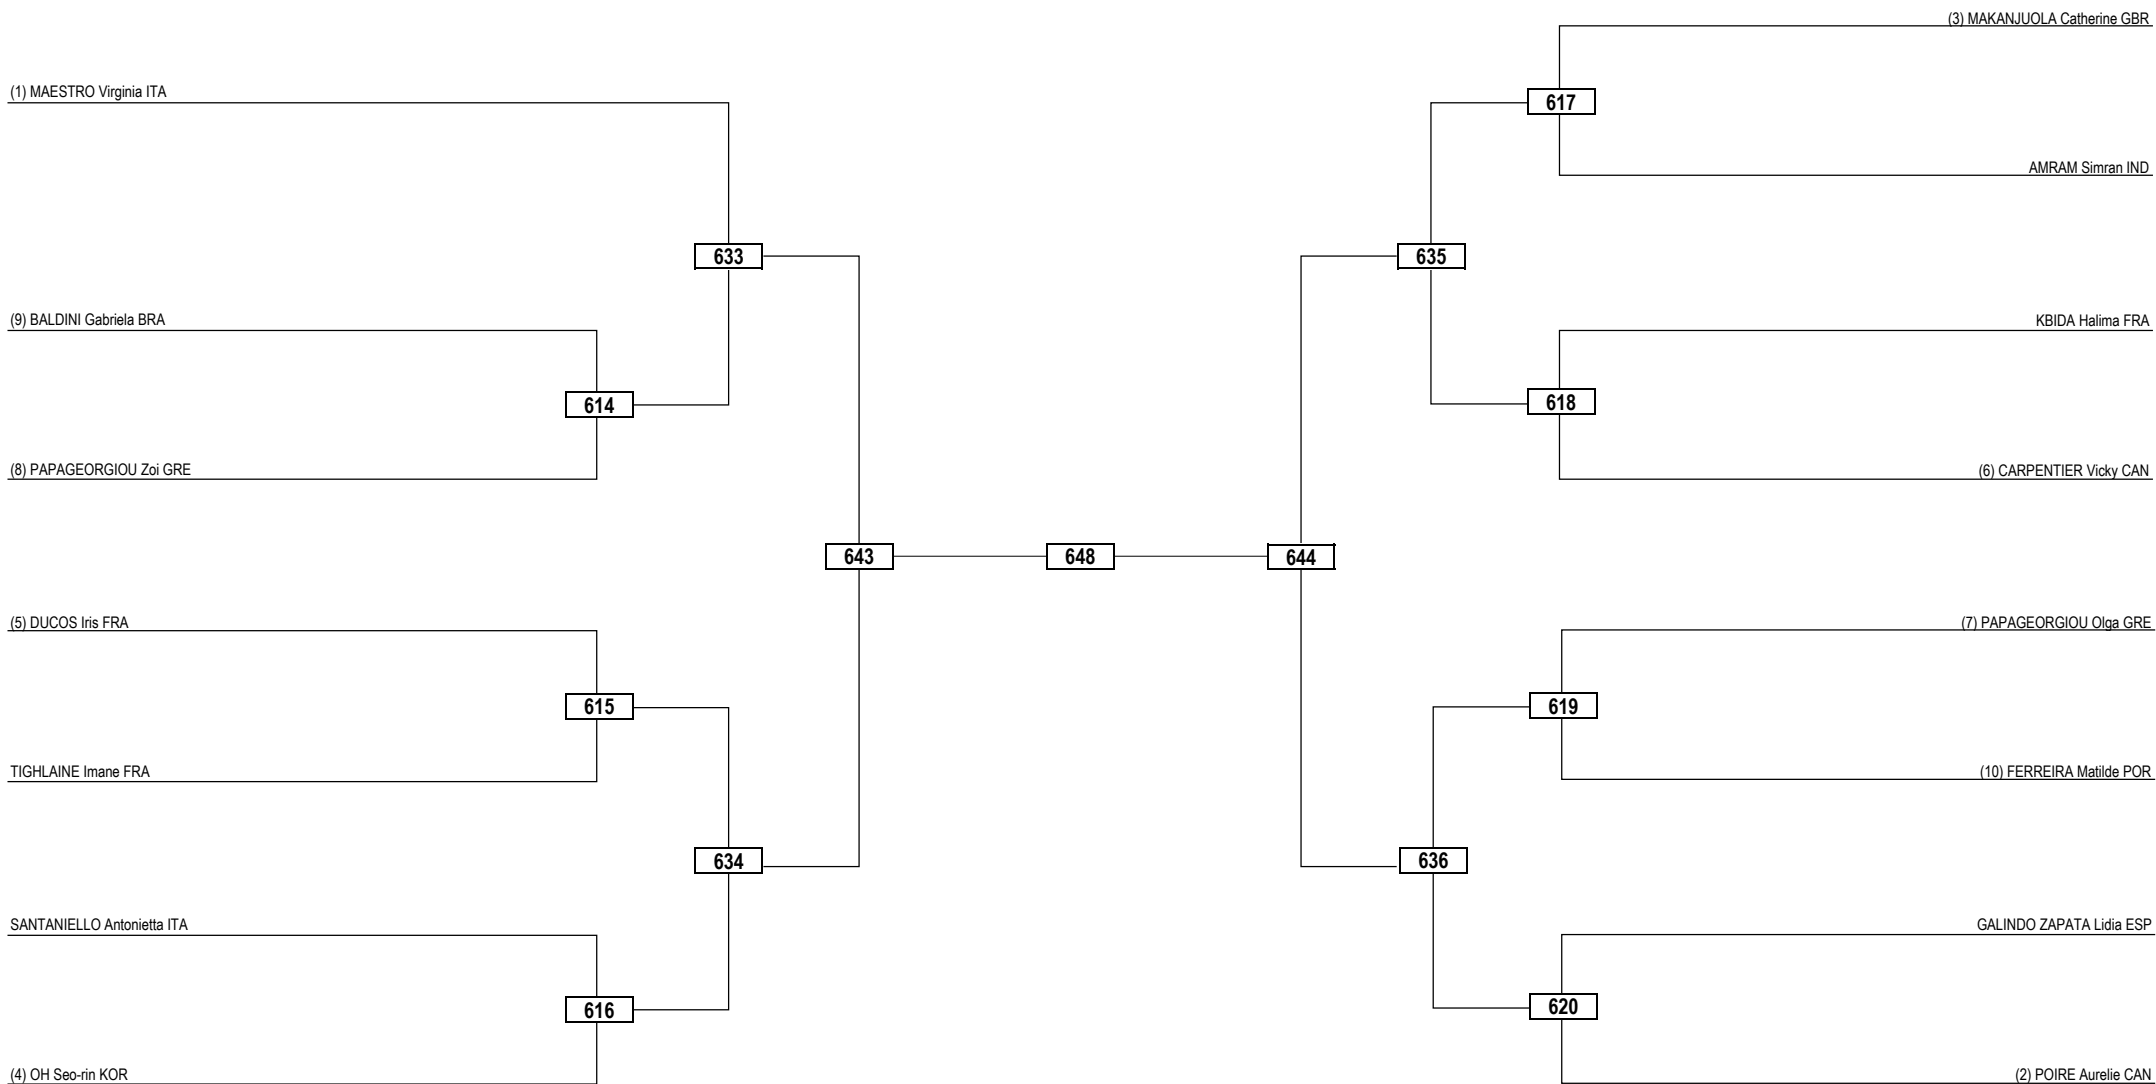 (3) MAKANJUOLA Catherine GBR
(1) MAESTRO Virginia ITA
617
AMRAM Simran IND
633
635
(9) BALDINI Gabriela BRA
KBIDA Halima FRA
614
618
(8) PAPAGEORGIOU Zoi GRE
(6) CARPENTIER Vicky CAN
643
648
644
(5) DUCOS Iris FRA
(7) PAPAGEORGIOU Olga GRE
615
619
TIGHLAINE Imane FRA
(10) FERREIRA Matilde POR
634
636
SANTANIELLO Antonietta ITA
GALINDO ZAPATA Lidia ESP
616
620
(4) OH Seo-rin KOR
(2) POIRE Aurelie CAN